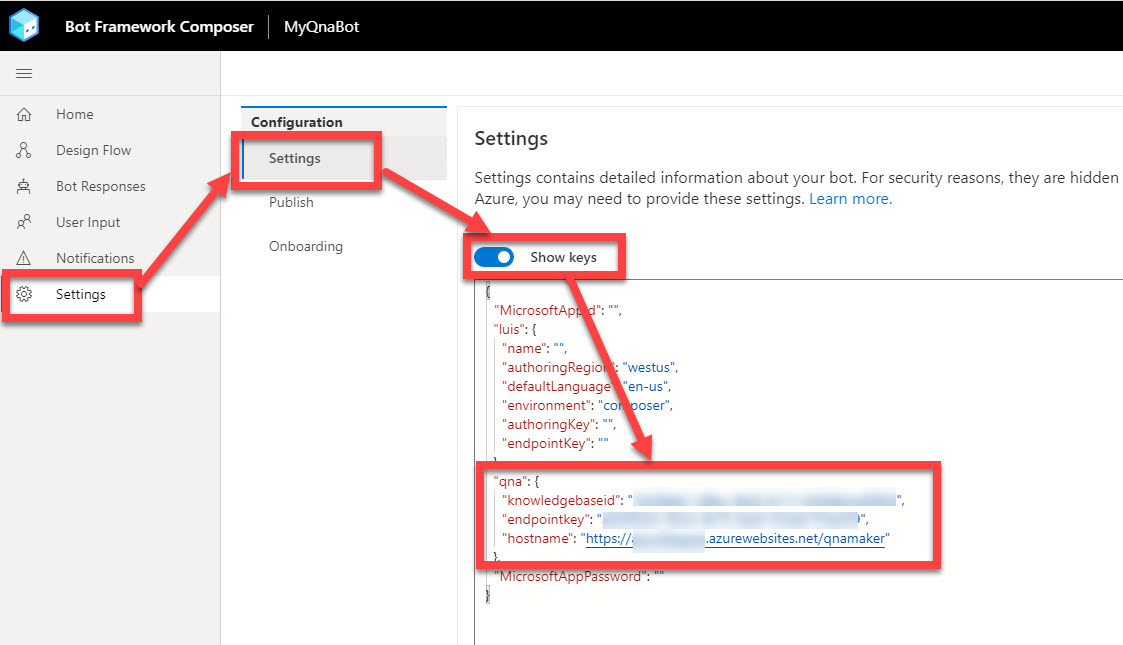 Bot Framework Composer MyQnaBot
Home
Design Flow
Bot Responses
User Input
Notifications
Settings
Configuration
Settings
Publish
Onboarding
Settings
Settings contains detailed information about your bot. For security reasons, they are hidden
Azure, you may need to provide these settings. Learn more.
Show keys
{
"MicrosoftAppId": "",
"luis": {
"name": "",
"authoringRegion": "westus",
"defaultLanguage": "en-us",
"environment": "composer",
"authoringKey": "",
"endpointKey": ""
},
"qna": {
"knowledgebaseid": "",
"endpointkey": "",
"hostname": "https://.azurewebsites.net/qnamaker"
},
"MicrosoftAppPassword": ""
}